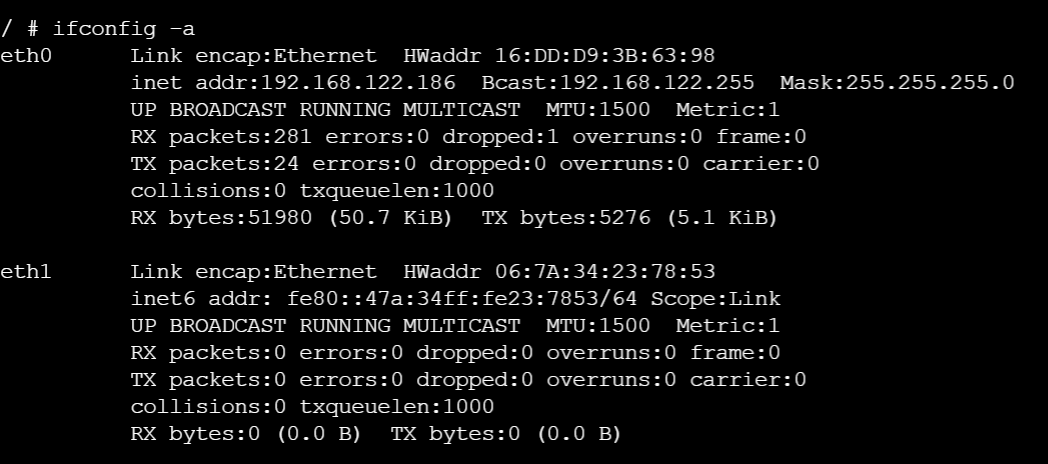 / # ifconfig -a
eth0      Link encap:Ethernet  HWaddr 16:DD:D9:3B:63:98
          inet addr:192.168.122.186  Bcast:192.168.122.255  Mask:255.255.255.0
          UP BROADCAST RUNNING MULTICAST  MTU:1500  Metric:1
          RX packets:281 errors:0 dropped:1 overruns:0 frame:0
          TX packets:24 errors:0 dropped:0 overruns:0 carrier:0
          collisions:0 txqueuelen:1000
          RX bytes:51980 (50.7 KiB)  TX bytes:5276 (5.1 KiB)

eth1      Link encap:Ethernet  HWaddr 06:7A:34:23:78:53
          inet6 addr: fe80::47a:34ff:fe23:7853/64 Scope:Link
          UP BROADCAST RUNNING MULTICAST  MTU:1500  Metric:1
          RX packets:0 errors:0 dropped:0 overruns:0 frame:0
          TX packets:0 errors:0 dropped:0 overruns:0 carrier:0
          collisions:0 txqueuelen:1000
          RX bytes:0 (0.0 B)  TX bytes:0 (0.0 B)